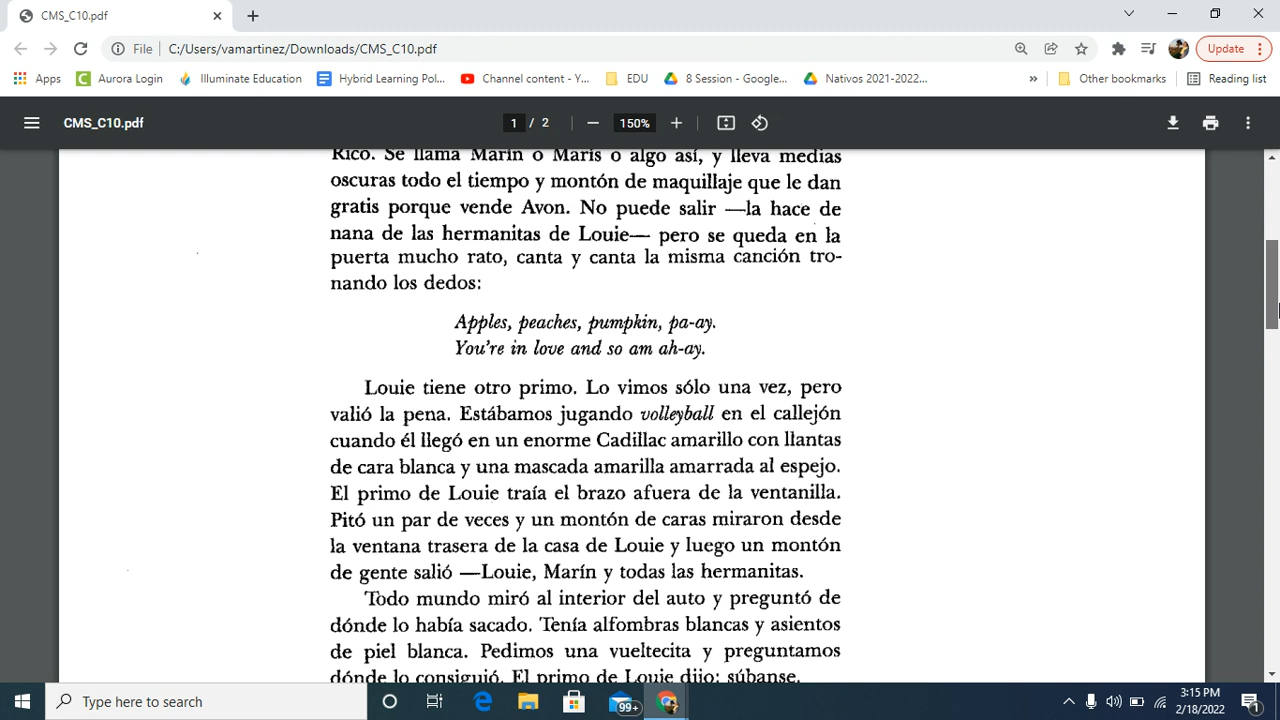 CMS_C10.pdf
File C:/Users/vamartinez/Downloads/CMS_C10.pdf Update
Apps Aurora Login Illuminate Education Hybrid Learning Pol... Channel content - Y... EDU 8 Session - Google... Nativos 2021-2022... » Other bookmarks Reading list
CMS_C10.pdf 1 / 2 — 150% +
Rico. Se llama Marín o Marís o algo así, y lleva medias
oscuras todo el tiempo y montón de maquillaje que le dan
gratis porque vende Avon. No puede salir —la hace de
nana de las hermanitas de Louie— pero se queda en la
puerta mucho rato, canta y canta la misma canción tro-
nando los dedos:
Apples, peaches, pumpkin, pa-ay.
You're in love and so am ah-ay.
Louie tiene otro primo. Lo vimos sólo una vez, pero
valió la pena. Estábamos jugando volleyball en el callejón
cuando él llegó en un enorme Cadillac amarillo con llantas
de cara blanca y una mascada amarilla amarrada al espejo.
El primo de Louie traía el brazo afuera de la ventanilla.
Pitó un par de veces y un montón de caras miraron desde
la ventana trasera de la casa de Louie y luego un montón
de gente salió —Louie, Marín y todas las hermanitas.
Todo mundo miró al interior del auto y preguntó de
dónde lo había sacado. Tenía alfombras blancas y asientos
de piel blanca. Pedimos una vueltecita y preguntamos
dónde lo consiguió. El primo de Louie dijo: súbanse.
Type here to search 99+ 3:15 PM
2/18/2022 1